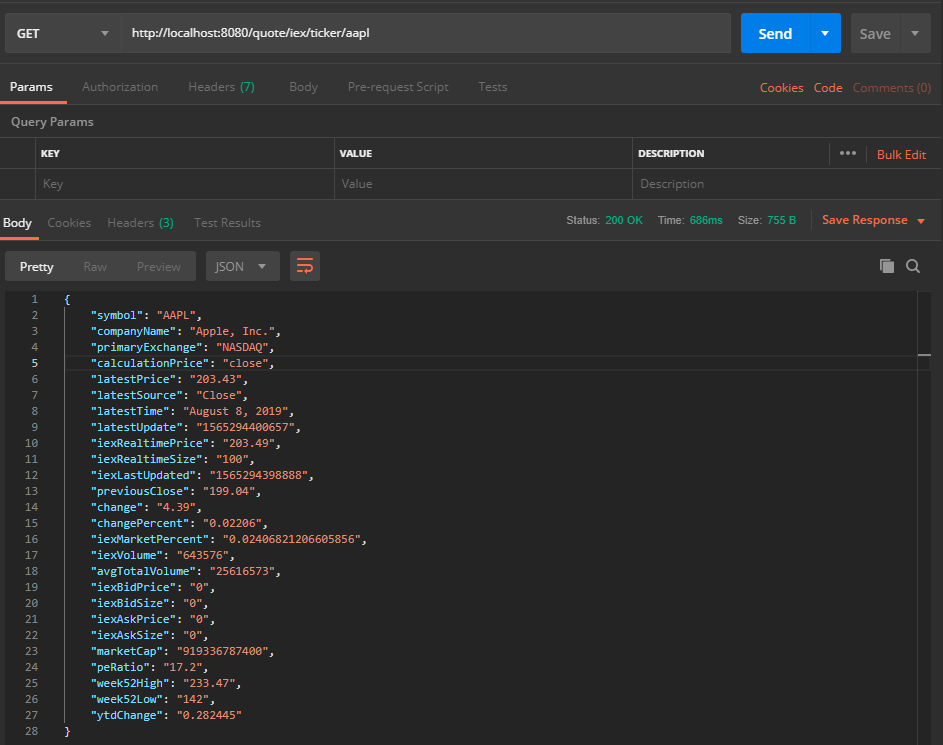 GET http://localhost:8080/quote/iex/ticker/aapl Send Save
Params Authorization Headers (7) Body Pre-request Script Tests Cookies Code Comments (0)
Query Params
KEY VALUE DESCRIPTION ••• Bulk Edit
Key Value Description
Body Cookies Headers (3) Test Results Status: 200 OK Time: 686ms Size: 755 B Save Response
Pretty Raw Preview JSON
1 {
2 "symbol": "AAPL",
3 "companyName": "Apple, Inc.",
4 "primaryExchange": "NASDAQ",
5 "calculationPrice": "close",
6 "latestPrice": "203.43",
7 "latestSource": "Close",
8 "latestTime": "August 8, 2019",
9 "latestUpdate": "1565294400657",
10 "iexRealtimePrice": "203.49",
11 "iexRealtimeSize": "100",
12 "iexLastUpdated": "1565294398888",
13 "previousClose": "199.04",
14 "change": "4.39",
15 "changePercent": "0.02206",
16 "iexMarketPercent": "0.02406821206605856",
17 "iexVolume": "643576",
18 "avgTotalVolume": "25616573",
19 "iexBidPrice": "0",
20 "iexBidSize": "0",
21 "iexAskPrice": "0",
22 "iexAskSize": "0",
23 "marketCap": "919336787400",
24 "peRatio": "17.2",
25 "week52High": "233.47",
26 "week52Low": "142",
27 "ytdChange": "0.282445"
28 }